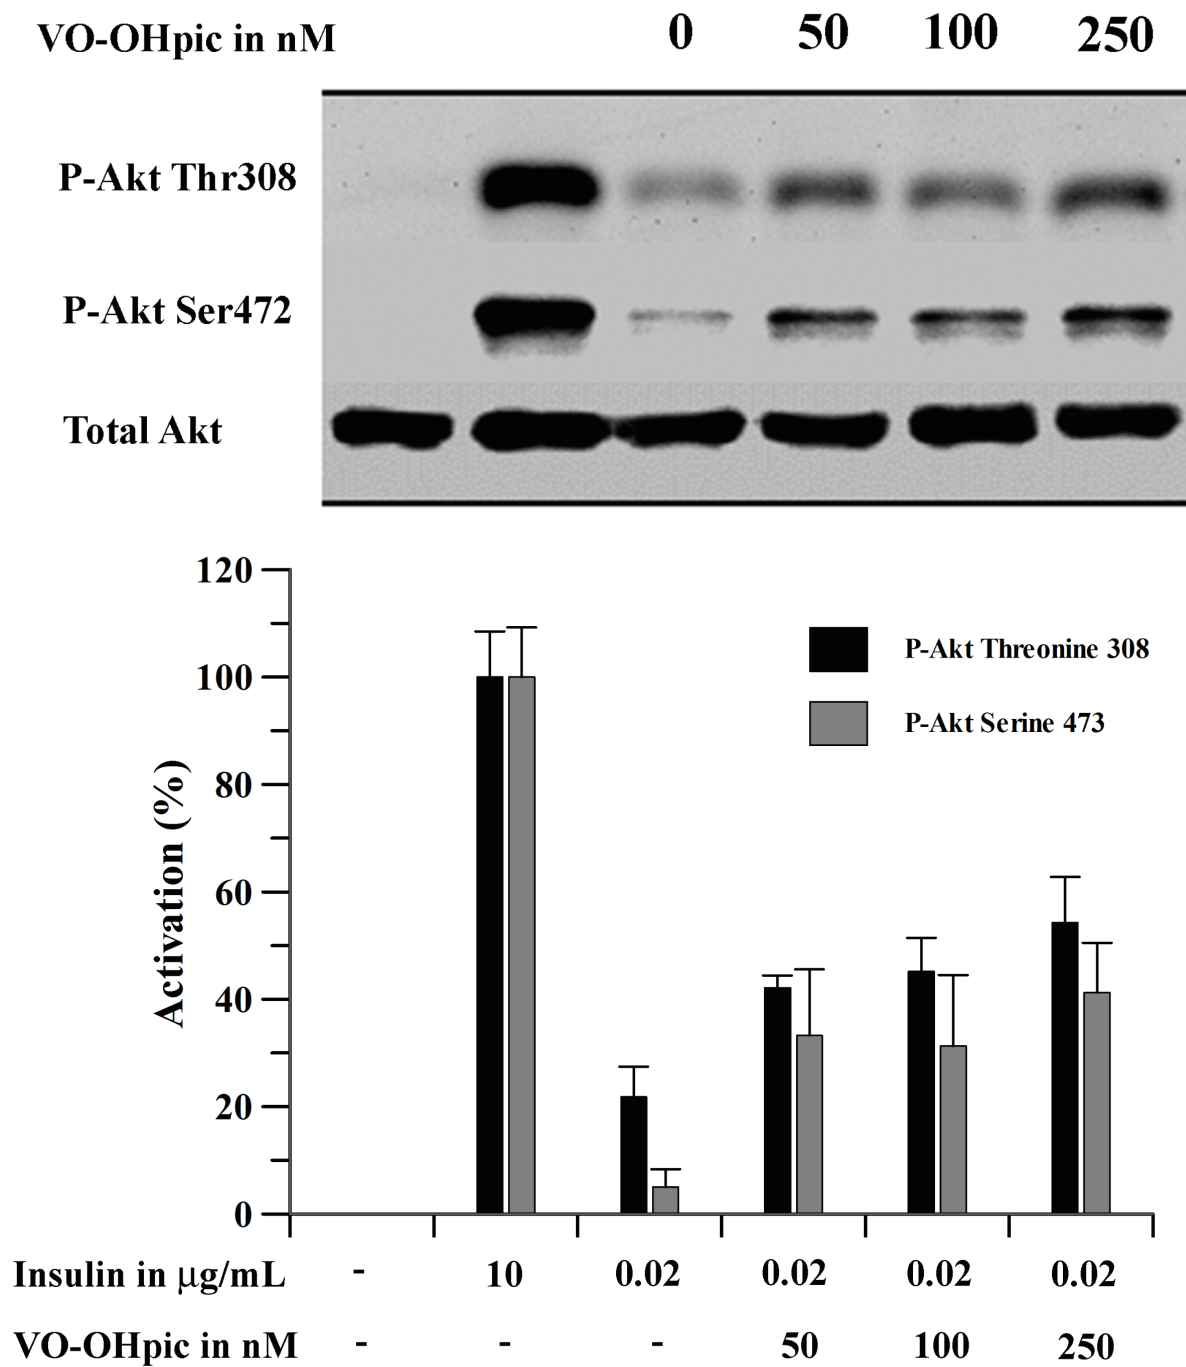 VO-OHpic in nM 0 50 100 250
P-Akt Thr308
P-Akt Ser472
Total Akt
120
100
80
60
40
20
0
Activation (%)
P-Akt Threonine 308
P-Akt Serine 473
Insulin in μg/mL - 10 0.02 0.02 0.02 0.02
VO-OHpic in nM - - - 50 100 250